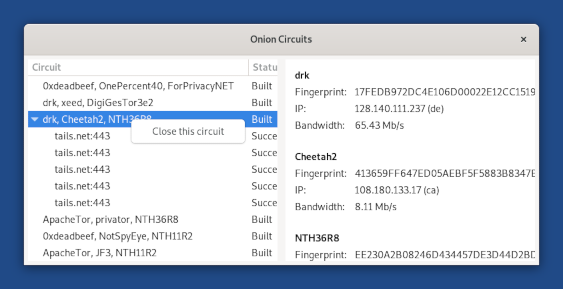 Onion Circuits
×
Circuit
Statu
0xdeadbeef, OnePercent40, ForPrivacyNET Built
drk, xeed, DigiGesTor3e2 Built
drk, Cheetah2, NTH36R8 Built
Close this circuit
tails.net:443 Succe
tails.net:443 Succe
tails.net:443 Succe
tails.net:443 Succe
tails.net:443 Succe
ApacheTor, privator, NTH36R8 Built
0xdeadbeef, NotSpyEye, NTH11R2 Built
ApacheTor, JF3, NTH11R2 Built
drk
Fingerprint: 17FEDB972DC4E106D00022E12CC1519
IP: 128.140.111.237 (de)
Bandwidth: 65.43 Mb/s
Cheetah2
Fingerprint: 413659FF647ED05AEBF5F5883B8347E
IP: 108.180.133.17 (ca)
Bandwidth: 8.11 Mb/s
NTH36R8
Fingerprint: EE230A2B08246D434457DE3D44D2BD